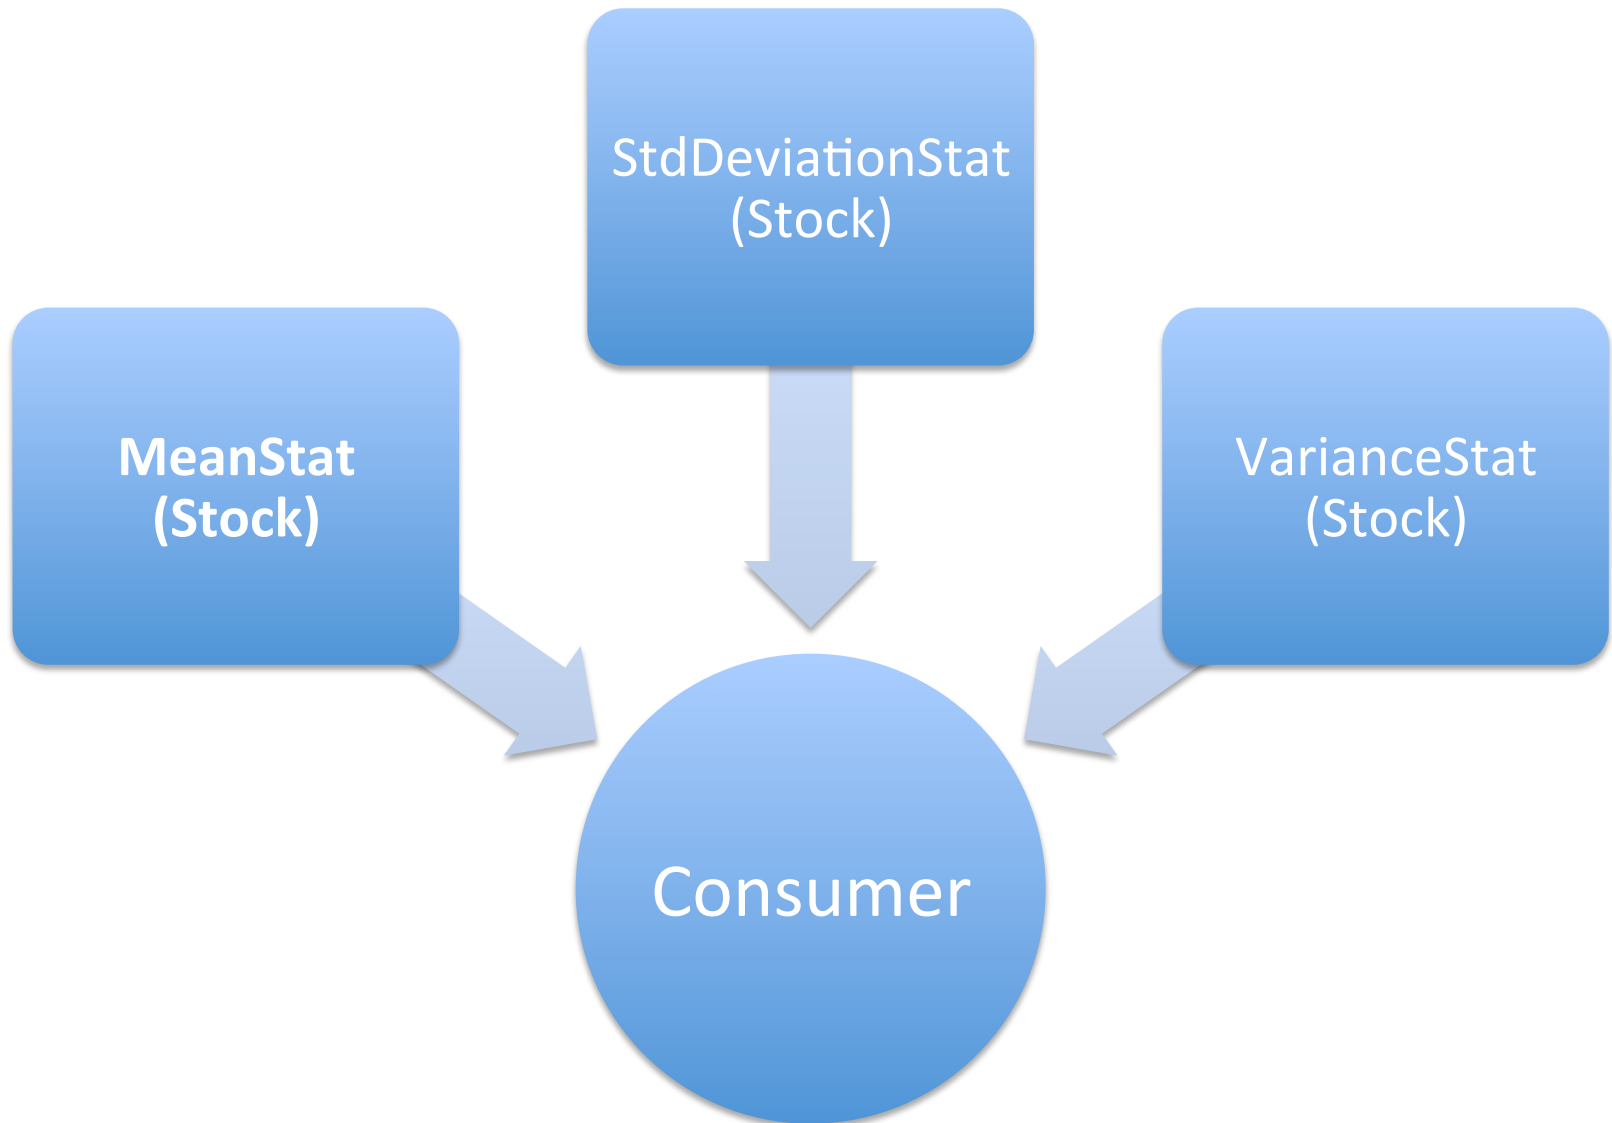 StdDeviationStat
(Stock)
MeanStat
(Stock)
VarianceStat
(Stock)
Consumer